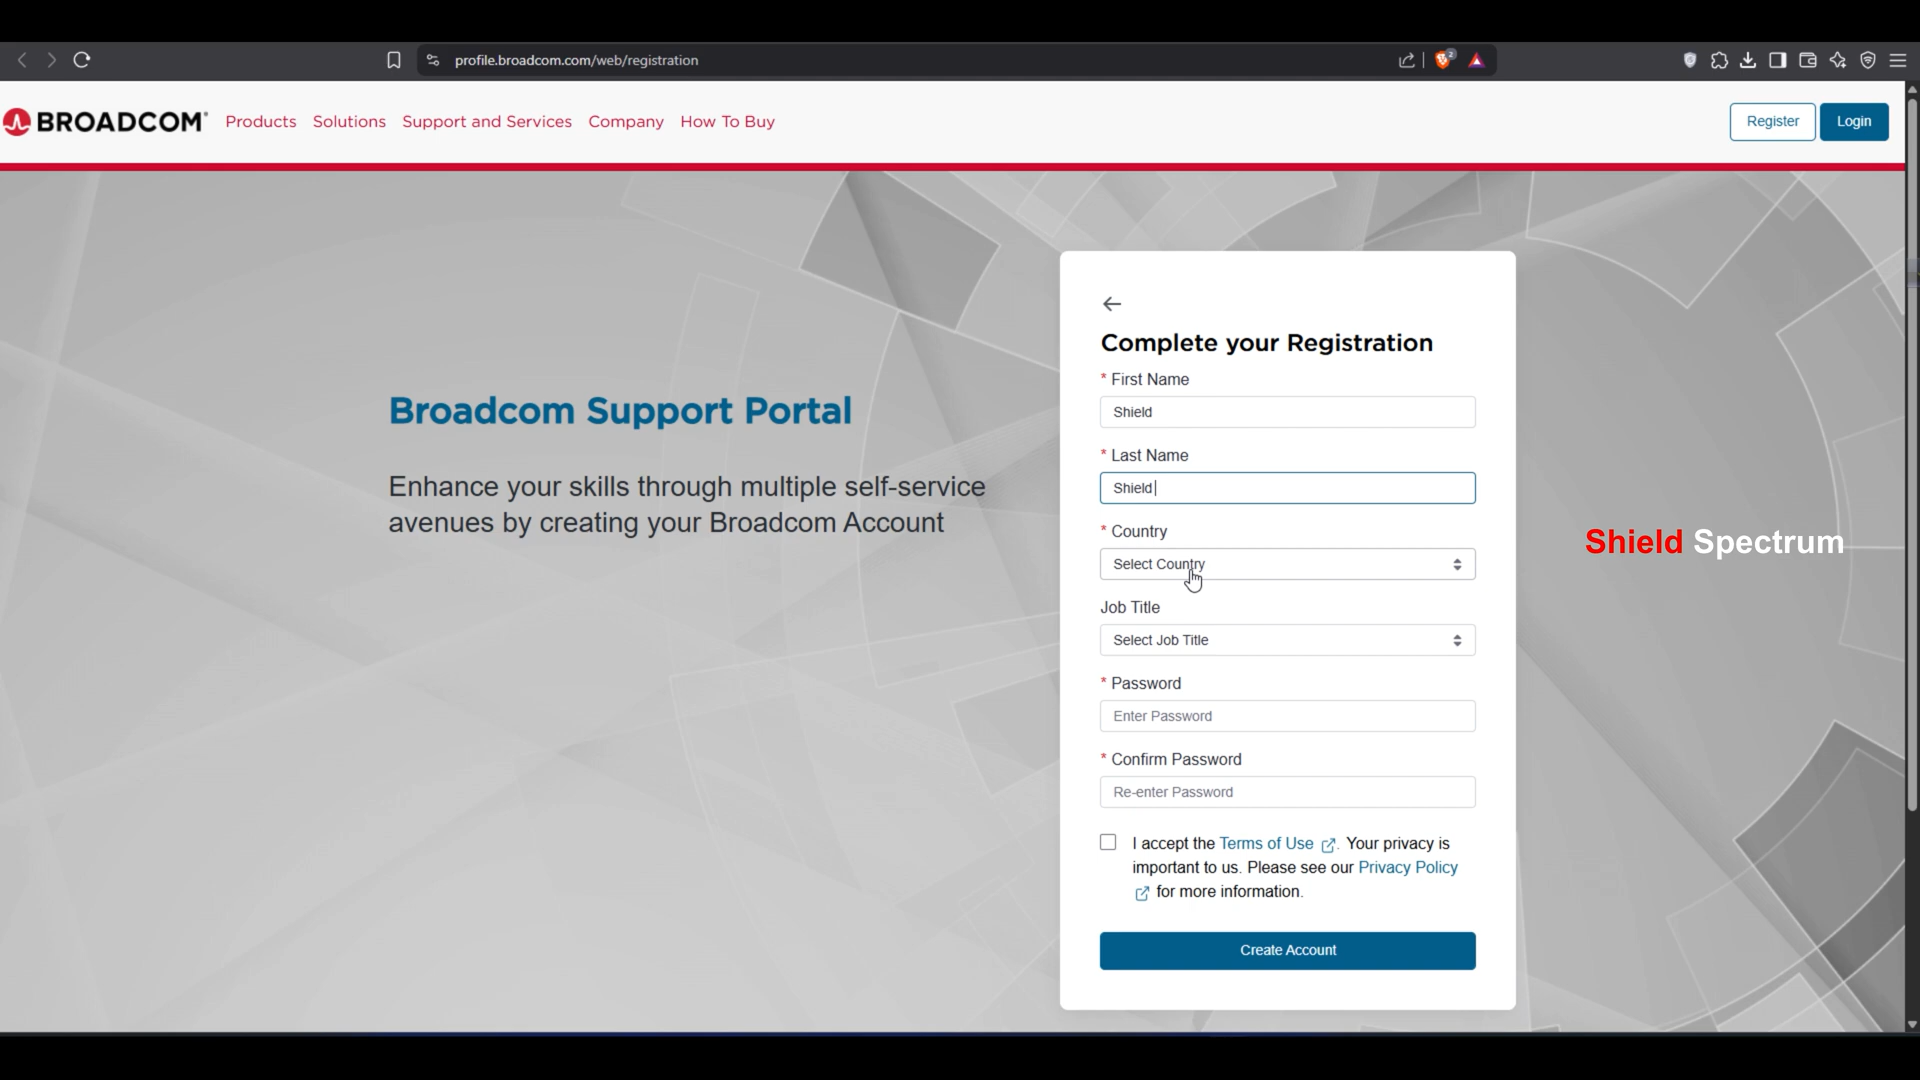 profile.broadcom.com/web/registration
2
BROADCOM
Products Solutions Support and Services Company How To Buy
Register Login
Complete your Registration
* First Name
Shield
* Last Name
Shield
* Country
Select Country
Job Title
Select Job Title
* Password
Enter Password
* Confirm Password
Re-enter Password
I accept the Terms of Use . Your privacy is
important to us. Please see our Privacy Policy
for more information.
Create Account
Broadcom Support Portal
Enhance your skills through multiple self-service
avenues by creating your Broadcom Account
Shield Spectrum